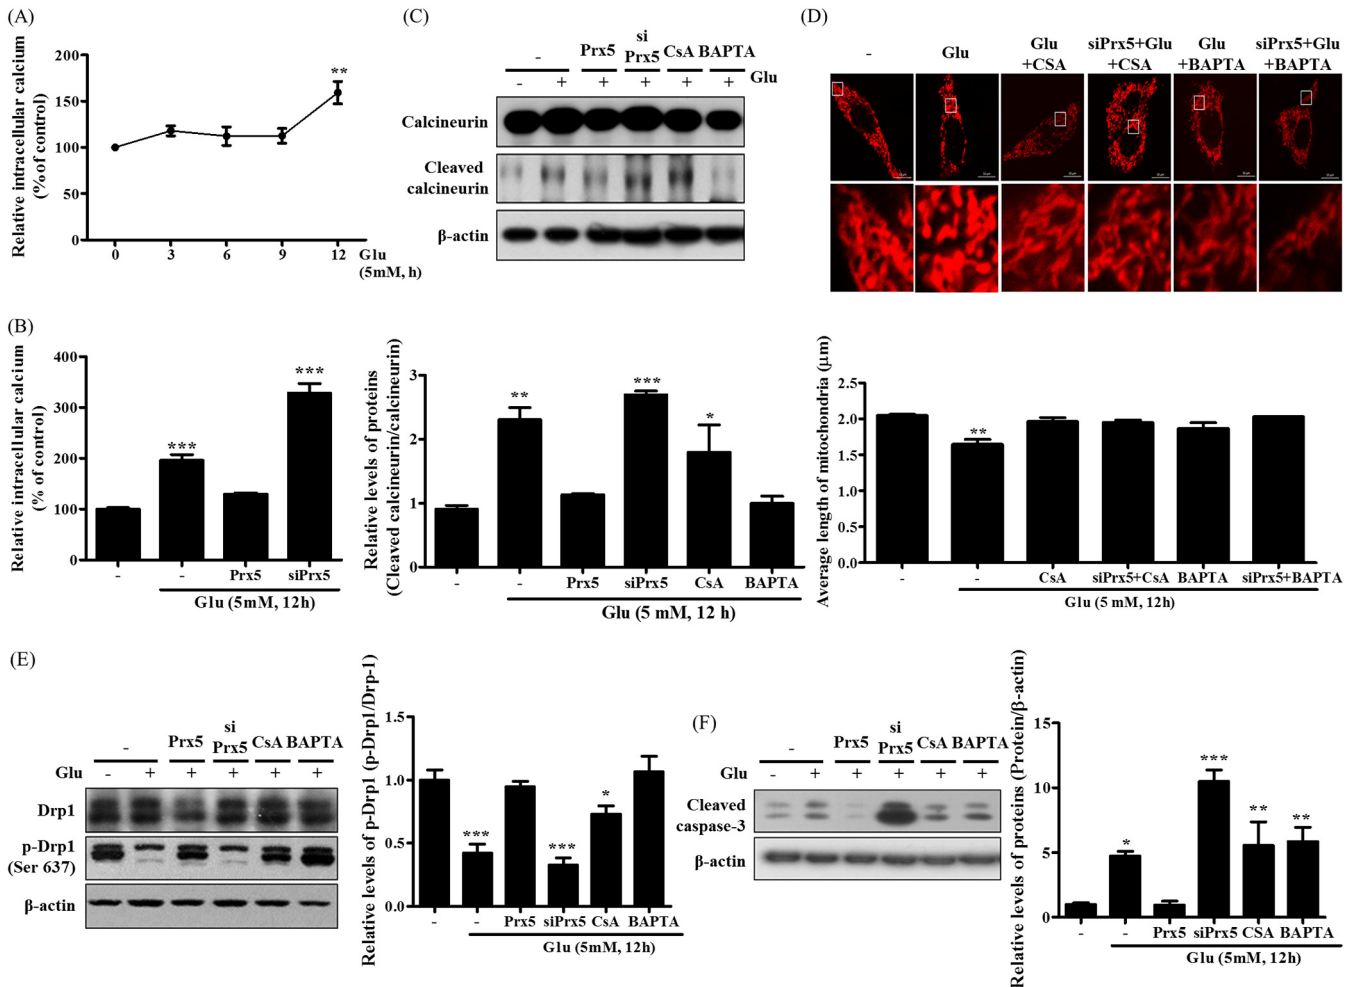 (A)
Relative intracellular calcium
(%of control)
200
150
100
50
0
**
0 3 6 9 12 Glu
(5mM, h)
(B)
Relative intracellular calcium
(% of control)
400
300
200
100
0
***
***
- - Prx5 siPrx5
Glu (5mM, 12h)
(C)
- Prx5 si Prx5 CsA BAPTA
- + + + + + Glu
Calcineurin
Cleaved
calcineurin
β-actin
Relative levels of proteins
(Cleaved calcineurin/calcineurin)
3
2
1
0
**
***
*
- - Prx5 siPrx5 CsA BAPTA
Glu (5 mM, 12 h)
(D)
-
Glu
Glu
+CSA
siPrx5+Glu
+CSA
Glu
+BAPTA
siPrx5+Glu
+BAPTA
Average length of mitochondria (μm)
2.5
2.0
1.5
1.0
0.5
0.0
**
- - CsA siPrx5+CsA BAPTA siPrx5+BAPTA
Glu (5 mM, 12h)
(E)
- Prx5 si Prx5 CsA BAPTA
Glu - + + + + +
Drp1
p-Drp1
(Ser 637)
β-actin
Relative levels of p-Drp1 (p-Drp1/Drp-1)
1.5
1.0
0.5
0.0
***
***
*
- - Prx5 siPrx5 CsA BAPTA
Glu (5mM, 12h)
(F)
- Prx5 si Prx5 CsA BAPTA
Glu - + + + + +
Cleaved
caspase-3
β-actin
Relative levels of proteins (Protein/β-actin)
15
10
5
0
*
***
**
**
- - Prx5 siPrx5 CSA BAPTA
Glu (5mM, 12h)